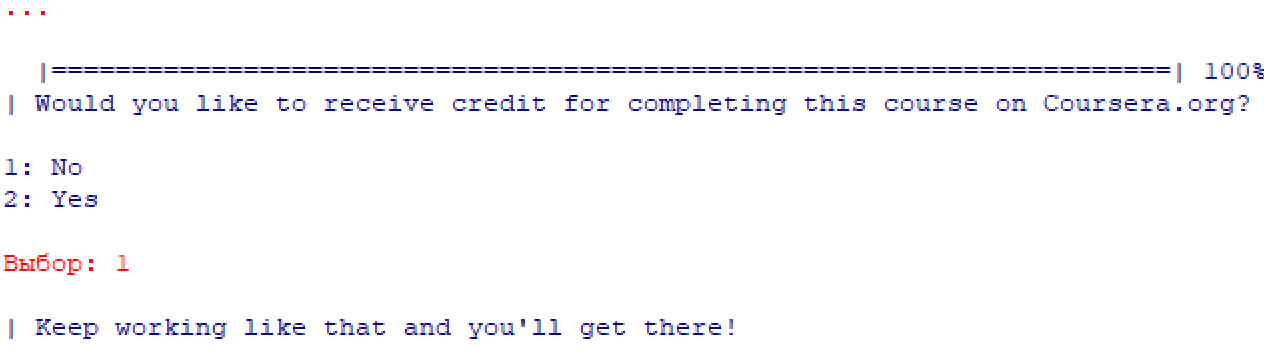 ...
|======================================================================| 100%
| Would you like to receive credit for completing this course on Coursera.org?
1: No
2: Yes
Выбор: 1
| Keep working like that and you'll get there!